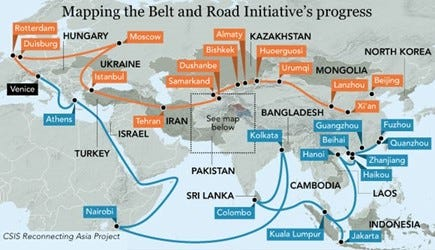 Mapping the Belt and Road Initiative's progress
Rotterdam
Duisburg
HUNGARY
Moscow
Almaty
Bishkek
KAZAKHSTAN
Dushanbe
Huoerguosi
NORTH KOREA
UKRAINE
Samarkand
Urumqi
MONGOLIA
Istanbul
Lanzhou
Beijing
Venice
Xi'an
Tehran
IRAN
See map
below
BANGLADESH
Fuzhou
Athens
Guangzhou
ISRAEL
Kolkata
Beihai
Quanzhou
TURKEY
Hanoi
Zhanjiang
PAKISTAN
Haikou
SRI LANKA
CAMBODIA
LAOS
Nairobi
Colombo
INDONESIA
Kuala Lumpur
Jakarta
CSIS Reconnecting Asia Project